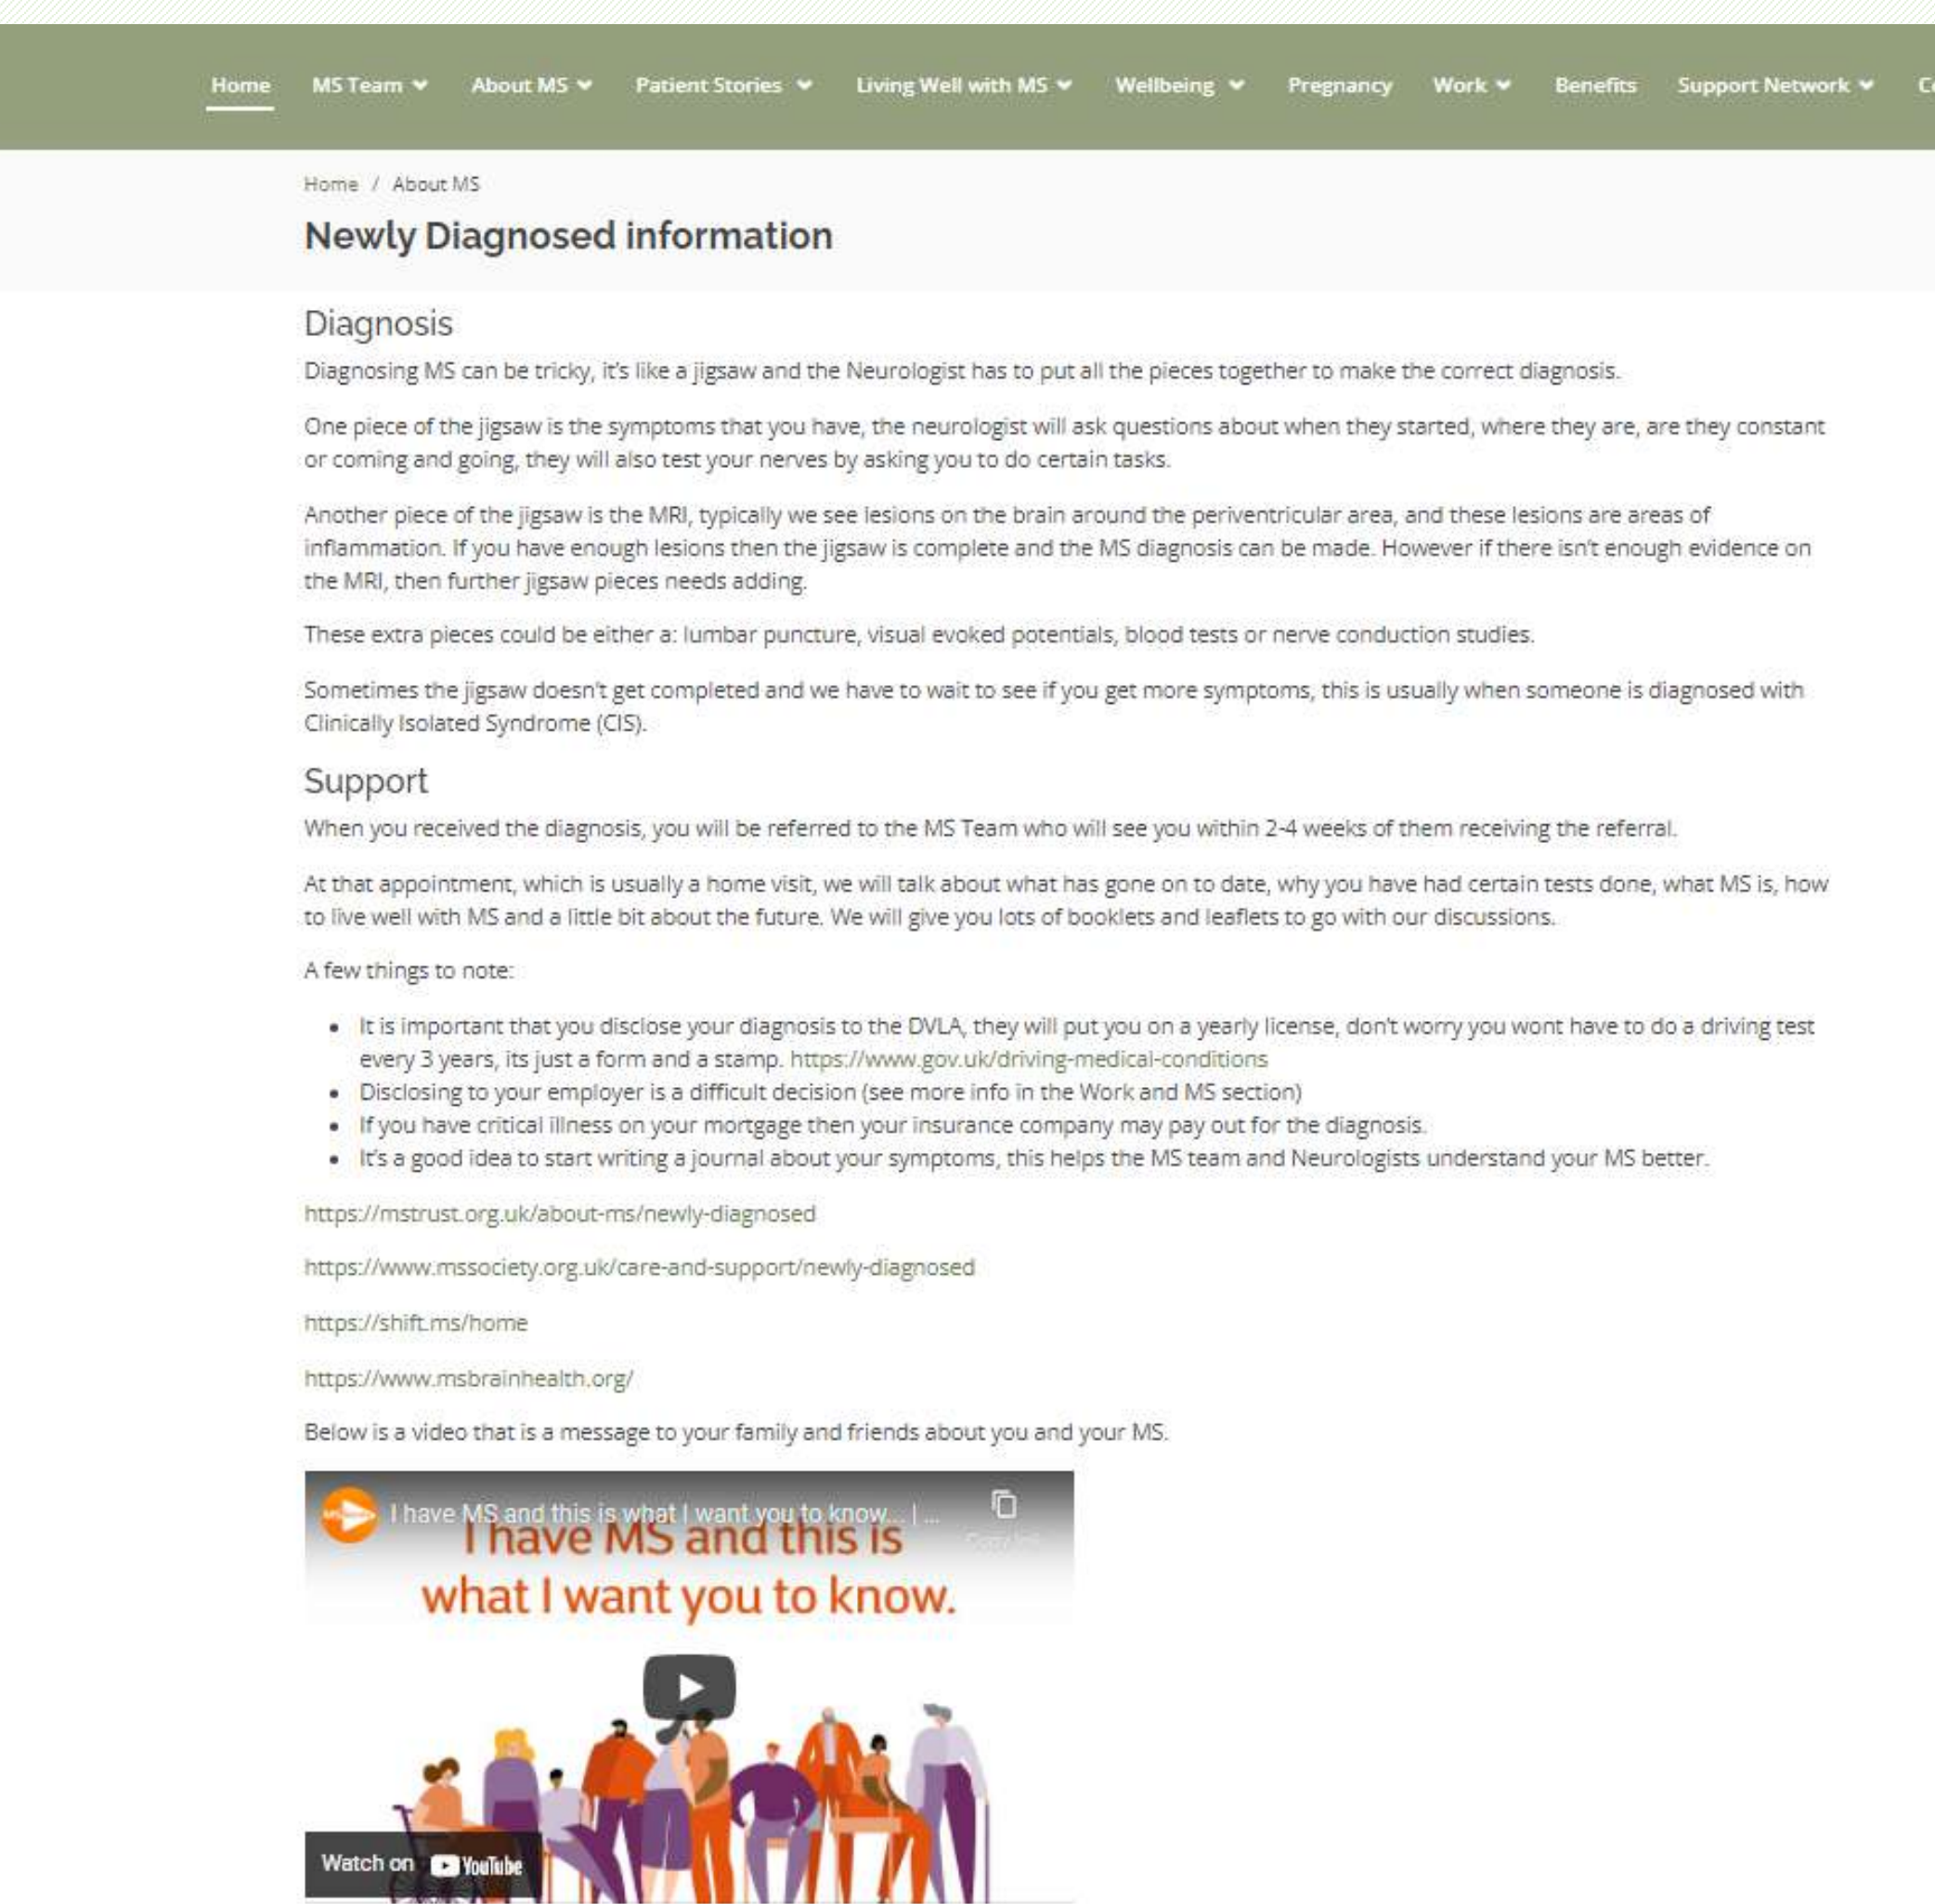 Home MS Team About MS Patient Stories Living Well with MS Wellbeing Pregnancy Work Benefits Support Network
Home / About MS
Newly Diagnosed information
Diagnosis
Diagnosing MS can be tricky, it's like a jigsaw and the Neurologist has to put all the pieces together to make the correct diagnosis.
One piece of the jigsaw is the symptoms that you have, the neurologist will ask questions about when they started, where they are, are they constant
or coming and going, they will also test your nerves by asking you to do certain tasks.
Another piece of the jigsaw is the MRI, typically we see lesions on the brain around the periventricular area, and these lesions are areas of
inflammation. If you have enough lesions then the jigsaw is complete and the MS diagnosis can be made. However if there isn't enough evidence on
the MRI, then further jigsaw pieces needs adding.
These extra pieces could be either a: lumbar puncture, visual evoked potentials, blood tests or nerve conduction studies.
Sometimes the jigsaw doesn't get completed and we have to wait to see if you get more symptoms, this is usually when someone is diagnosed with
Clinically Isolated Syndrome (CIS).
Support
When you received the diagnosis, you will be referred to the MS Team who will see you within 2-4 weeks of them receiving the referral.
At that appointment, which is usually a home visit, we will talk about what has gone on to date, why you have had certain tests done, what MS is, how
to live well with MS and a little bit about the future. We will give you lots of booklets and leaflets to go with our discussions.
A few things to note:
• It is important that you disclose your diagnosis to the DVLA, they will put you on a yearly license, don't worry you wont have to do a driving test
every 3 years, its just a form and a stamp. https://www.gov.uk/driving-medical-conditions
• Disclosing to your employer is a difficult decision (see more info in the Work and MS section)
• If you have critical illness on your mortgage then your insurance company may pay out for the diagnosis.
• It's a good idea to start writing a journal about your symptoms, this helps the MS team and Neurologists understand your MS better.
https://mstrust.org.uk/about-ms/newly-diagnosed
https://www.mssociety.org.uk/care-and-support/newly-diagnosed
https://shift.ms/home
https://www.msbrainhealth.org/
Below is a video that is a message to your family and friends about you and your MS.
I have MS and this is what I want you to know... | ...
I have MS and this is
what I want you to know.
Watch on YouTube